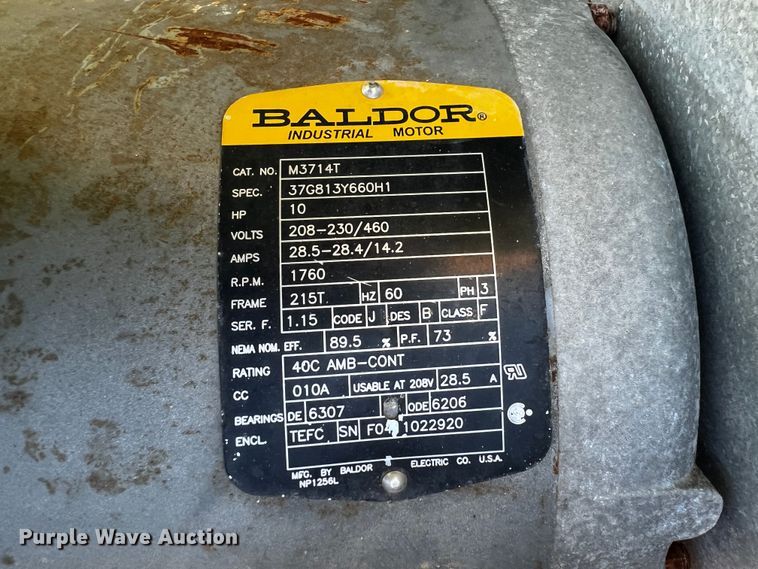 BALDOR®
INDUSTRIAL MOTOR
CAT. NO. M3714T
SPEC. 37G813Y660H1
HP 10
VOLTS 208-230/460
AMPS 28.5-28.4/14.2
R.P.M. 1760
FRAME 215T HZ 60 PH 3
SER. F. 1.15 CODE J DES B CLASS F
NEMA NOM. EFF. 89.5 % P.F. 73 %
RATING 40C AMB-CONT
CC 010A USABLE AT 208V 28.5 A
BEARINGS DE 6307 ODE 6206
ENCL. TEFC SN F04 1022920
MFG. BY BALDOR ELECTRIC CO. U.S.A.
NP1256L
Purple Wave Auction